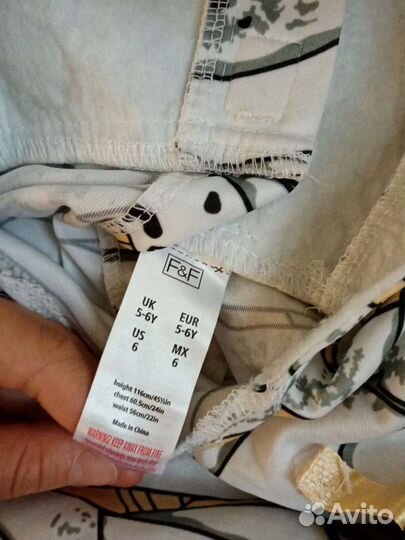 F&F
UK EUR
5-6Y 5-6Y
US MX
6 6
height 116cm/45½in
chest 60.5cm/24in
waist 56cm/22in
Made in China
WARNING! KEEP AWAY FROM FIRE
Avito